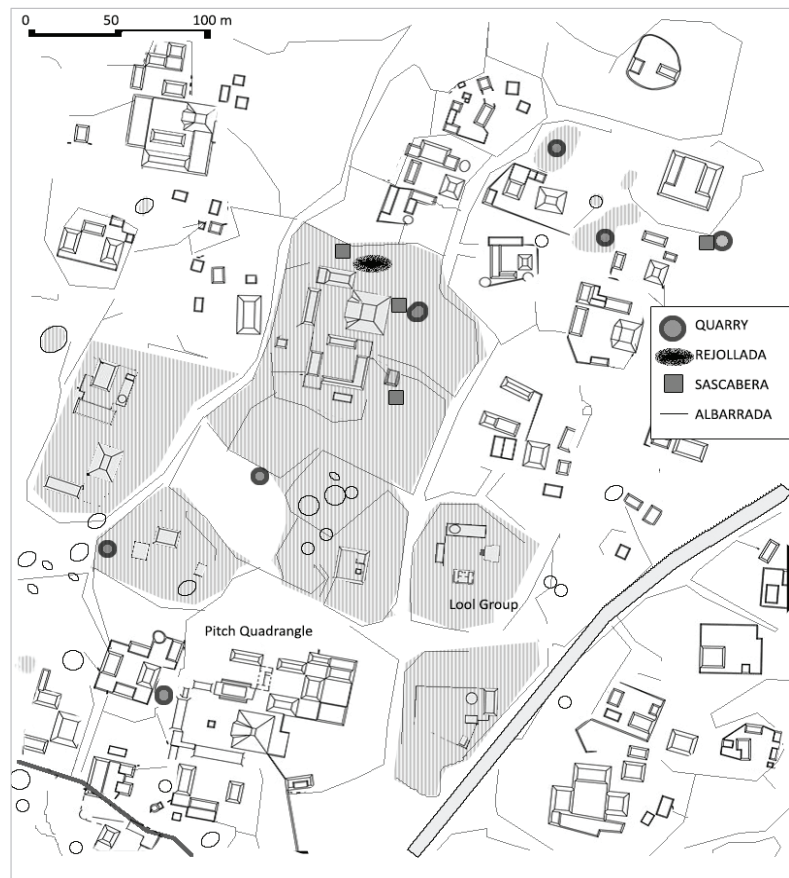 0 50 100 m
QUARRY
REJOLLADA
SASCABERA
ALBARRADA
Lool Group
Pitch Quadrangle